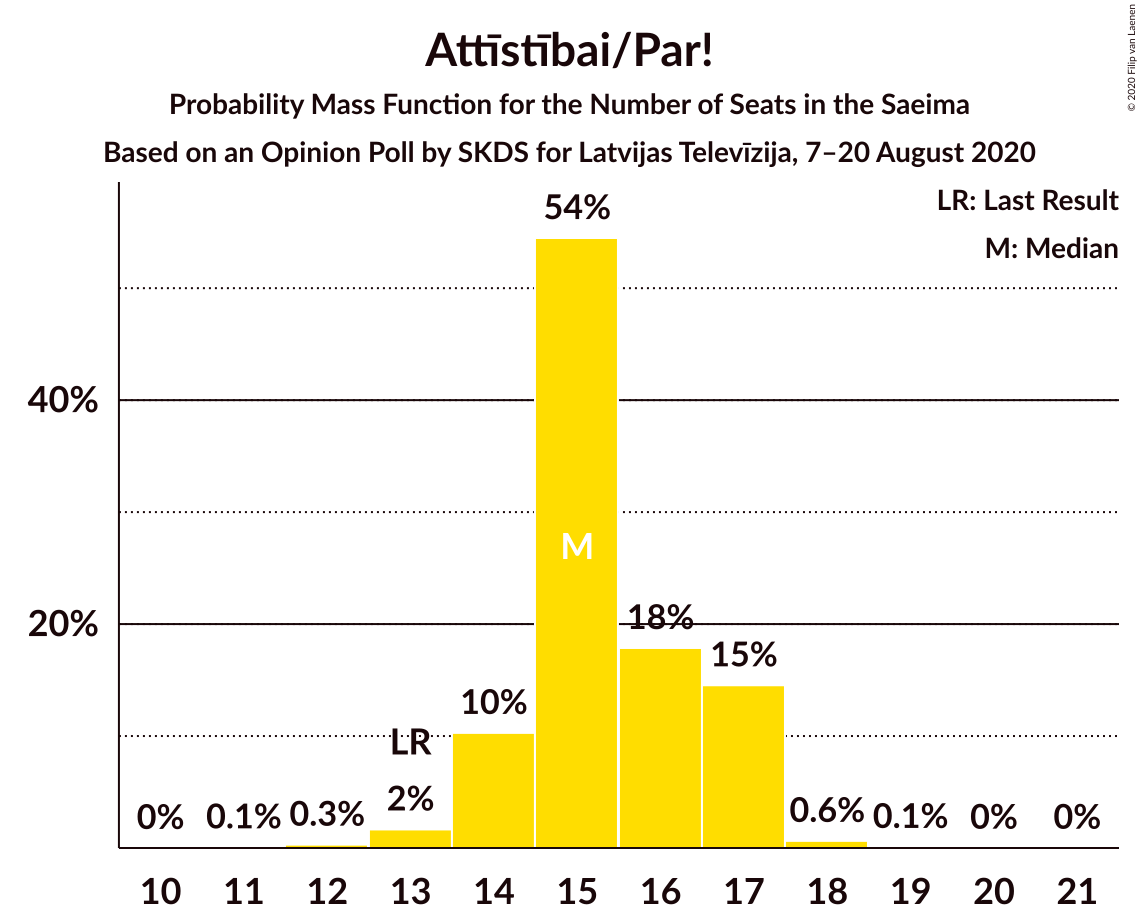 Attīstībai/Par!
Probability Mass Function for the Number of Seats in the Saeima
Based on an Opinion Poll by SKDS for Latvijas Televīzija, 7–20 August 2020
© 2020 Filip van Laenen
LR: Last Result
M: Median
54%
40%
M
20%
18%
15%
10%
LR
2%
0% 0.1% 0.3% 0.6% 0.1% 0% 0%
10 11 12 13 14 15 16 17 18 19 20 21